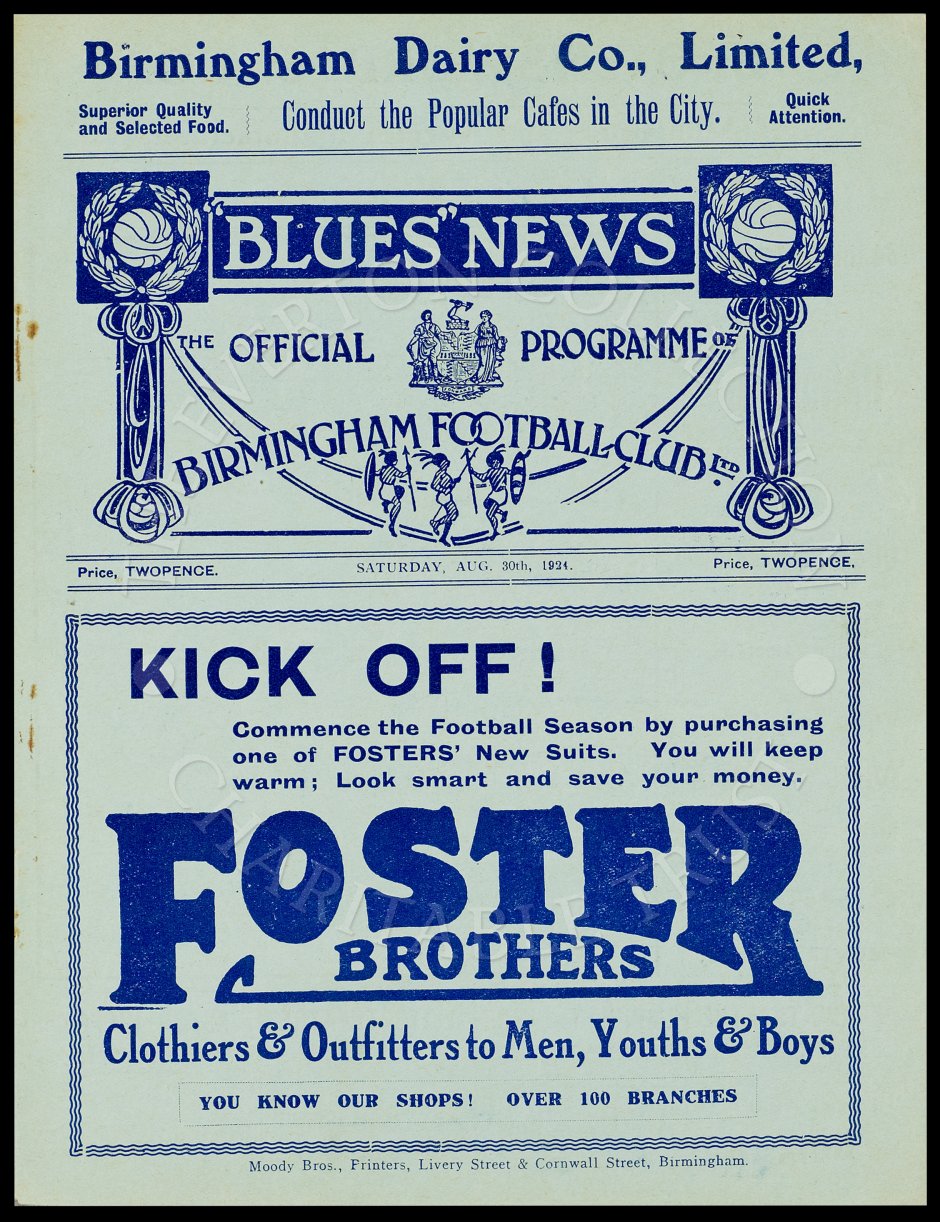 Birmingham Dairy Co., Limited,
Superior Quality
and Selected Food.
Conduct the Popular Cafes in the City.
Quick
Attention.
"BLUES" NEWS
THE OFFICIAL PROGRAMME OF
BIRMINGHAM FOOTBALL CLUB LTD.
Price, TWOPENCE.
SATURDAY, AUG. 30th, 1924.
Price, TWOPENCE,
KICK OFF!
Commence the Football Season by purchasing
one of FOSTERS' New Suits. You will keep
warm; Look smart and save your money.
FOSTER
BROTHERS
Clothiers & Outfitters to Men, Youths & Boys
YOU KNOW OUR SHOPS! OVER 100 BRANCHES
Moody Bros., Printers, Livery Street & Cornwall Street, Birmingham.
EVERTON COLLECTION
CHARITABLE TRUST